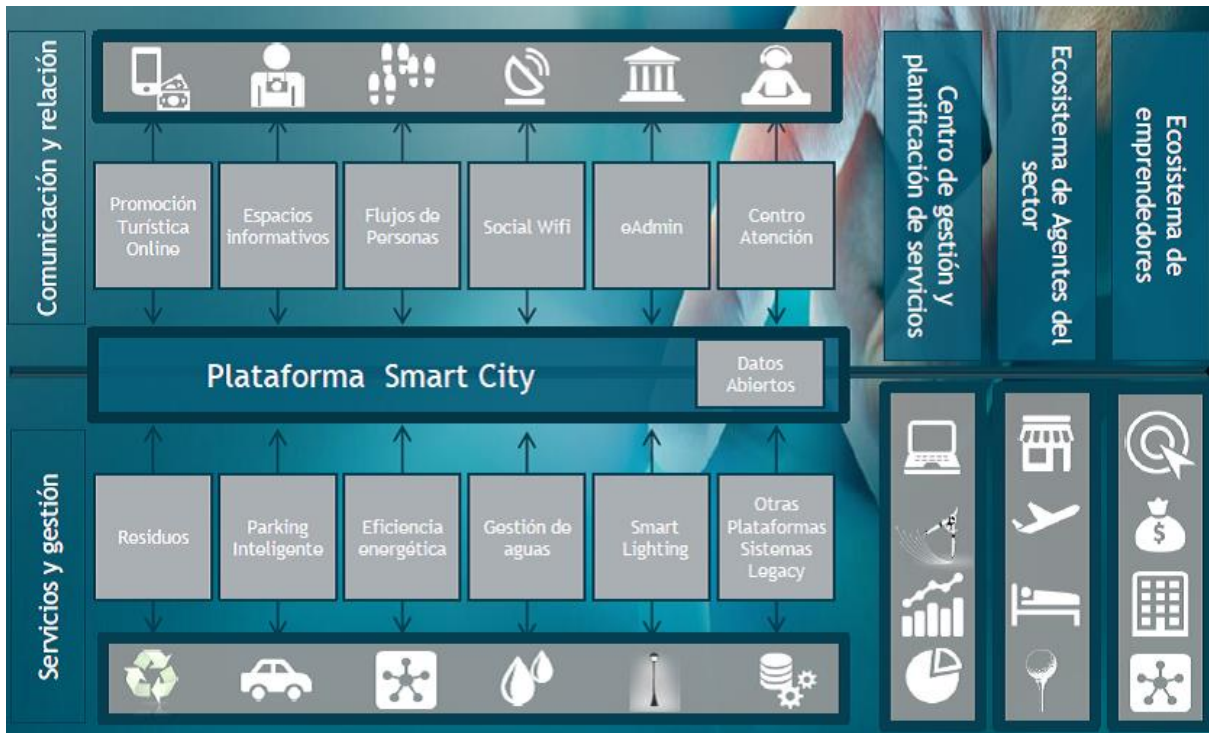 Comunicación y relación
Promoción
Turística
Online
Espacios
informativos
Flujos de
Personas
Social Wifi
eAdmin
Centro
Atención
Plataforma Smart City
Datos
Abiertos
Servicios y gestión
Residuos
Parking
Inteligente
Eficiencia
energética
Gestión de
aguas
Smart
Lighting
Otras
Plataformas
Sistemas
Legacy
Centro de gestión y
planificación de servicios
Ecosistema de Agentes del
sector
Ecosistema de
emprendedores
$